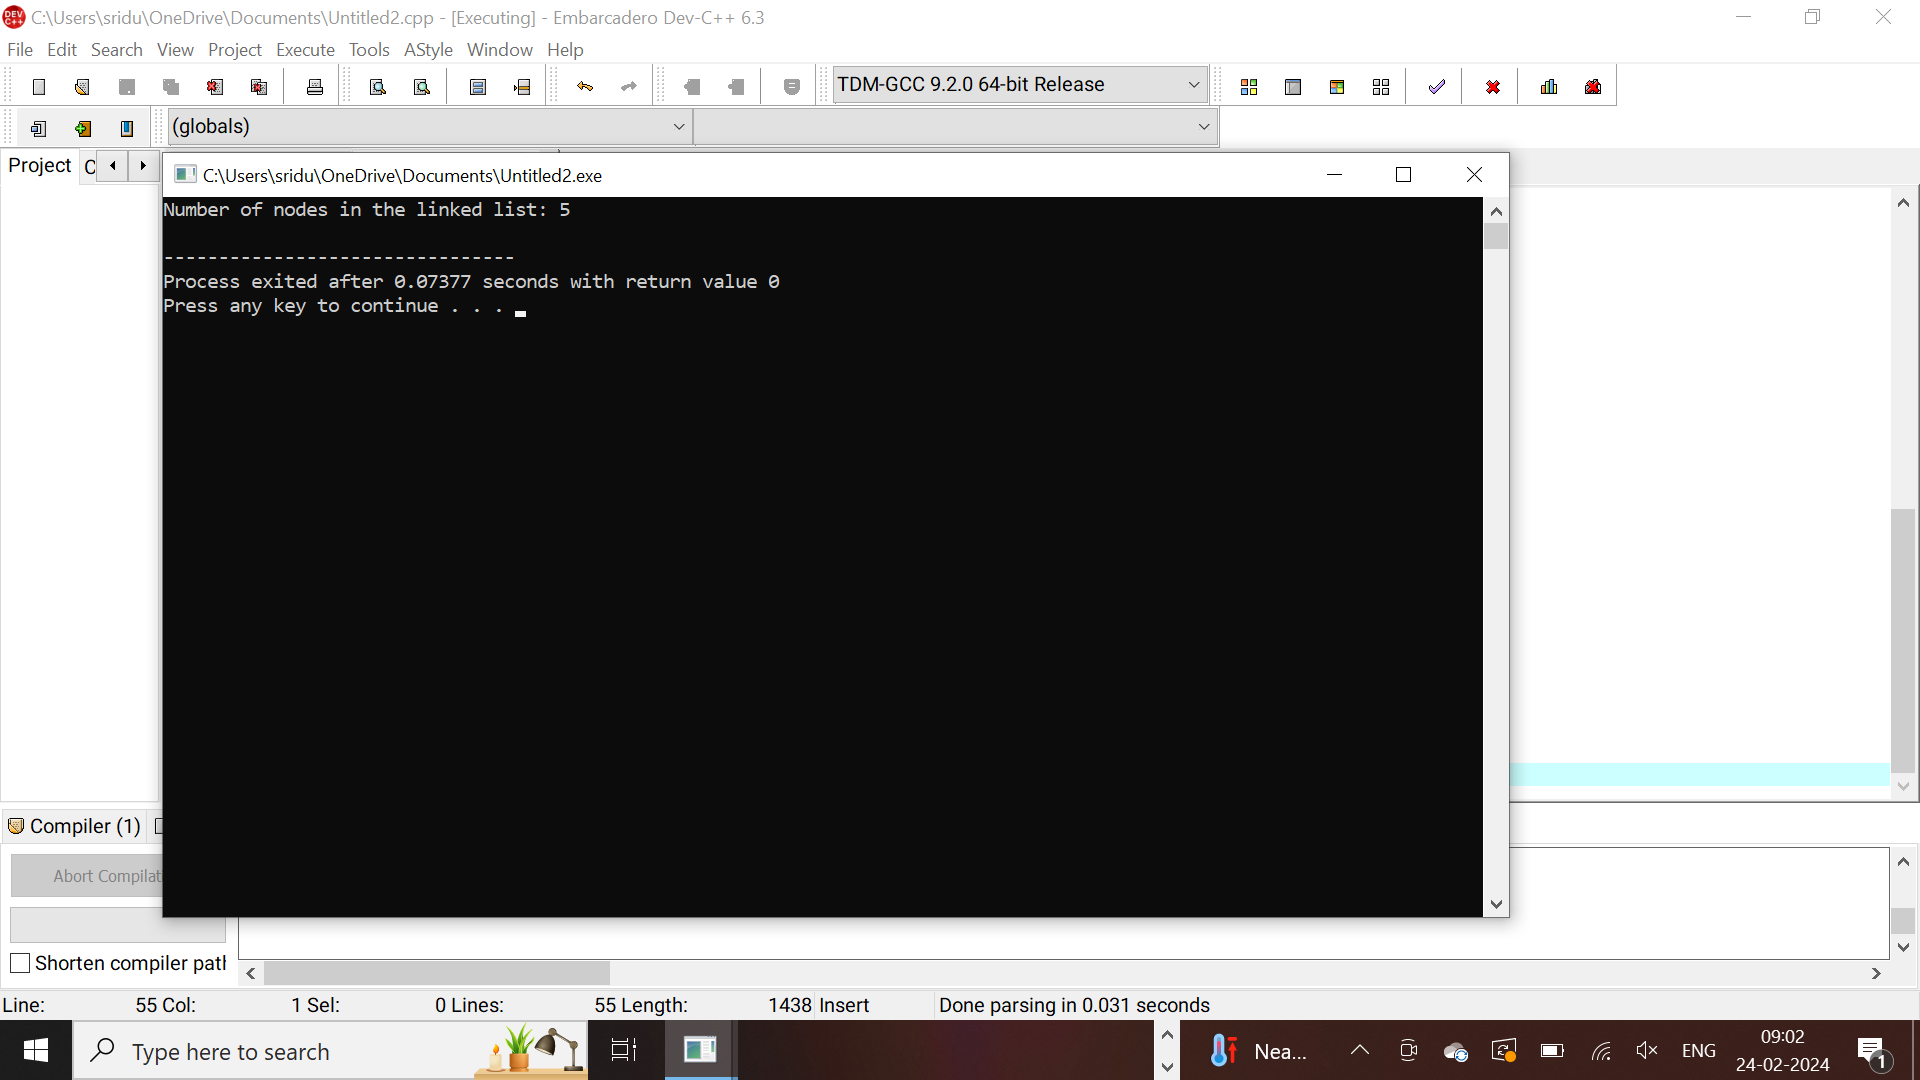 C:\Users\sridu\OneDrive\Documents\Untitled2.cpp - [Executing] - Embarcadero Dev-C++ 6.3
File Edit Search View Project Execute Tools AStyle Window Help
TDM-GCC 9.2.0 64-bit Release
(globals)
Project C
C:\Users\sridu\OneDrive\Documents\Untitled2.exe
Number of nodes in the linked list: 5
--------------------------------
Process exited after 0.07377 seconds with return value 0
Press any key to continue . . .
Compiler (1)
Abort Compilat
Shorten compiler path
Line: 55 Col: 1 Sel: 0 Lines: 55 Length: 1438 Insert Done parsing in 0.031 seconds
Type here to search
Nea...
ENG
09:02
24-02-2024
1